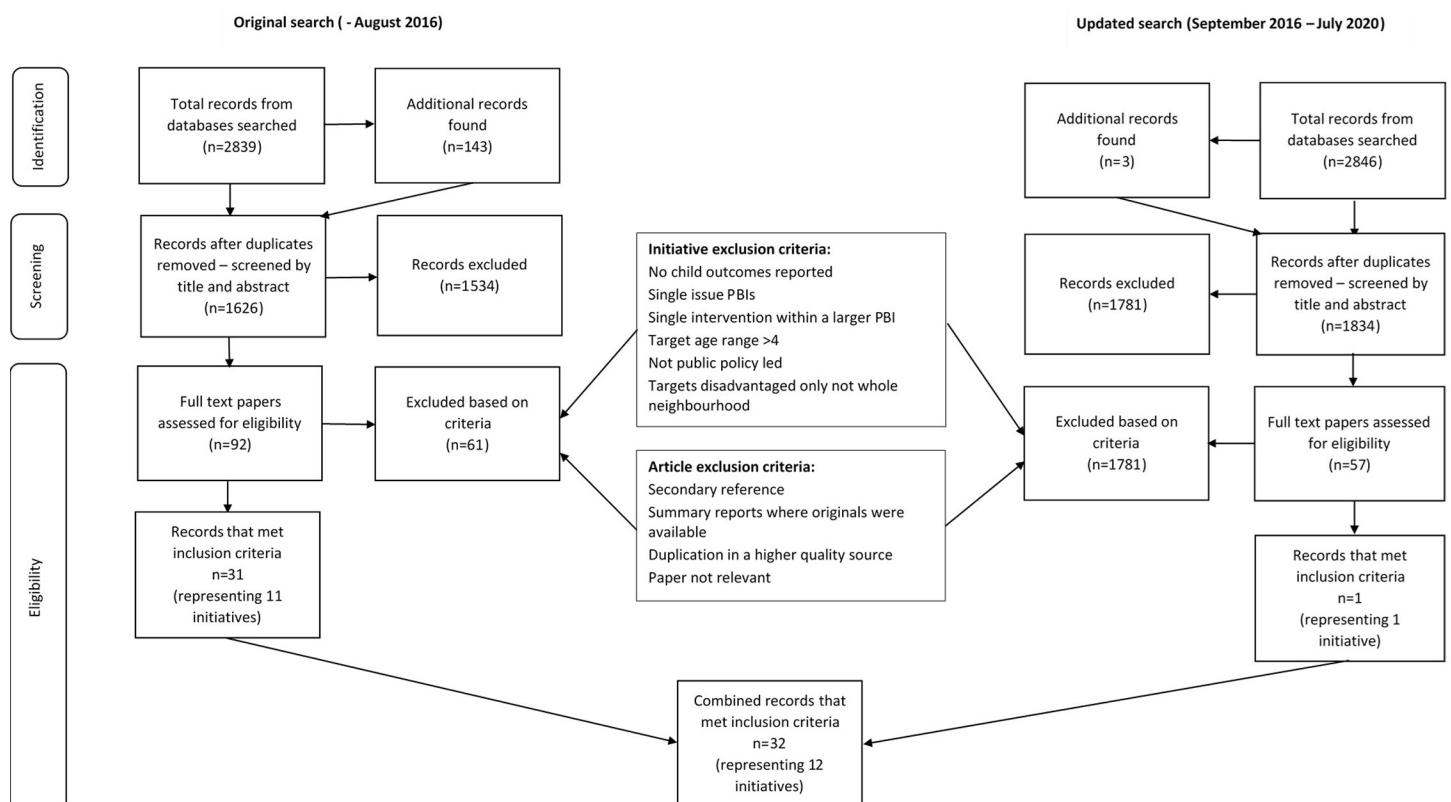 Original search ( - August 2016)
Updated search (September 2016 – July 2020)
Identification
Total records from
databases searched
(n=2839)
Additional records
found
(n=143)
Additional records
found
(n=3)
Total records from
databases searched
(n=2846)
Screening
Records after duplicates
removed – screened by
title and abstract
(n=1626)
Records excluded
(n=1534)
Initiative exclusion criteria:
No child outcomes reported
Single issue PBIs
Single intervention within a larger PBI
Target age range >4
Not public policy led
Targets disadvantaged only not whole
neighbourhood
Records excluded
(n=1781)
Records after duplicates
removed – screened by
title and abstract
(n=1834)
Eligibility
Full text papers
assessed for eligibility
(n=92)
Excluded based on
criteria
(n=61)
Article exclusion criteria:
Secondary reference
Summary reports where originals were
available
Duplication in a higher quality source
Paper not relevant
Excluded based on
criteria
(n=1781)
Full text papers assessed
for eligibility
(n=57)
Records that met
inclusion criteria
n=31
(representing 11
initiatives)
Records that met
inclusion criteria
n=1
(representing 1
initiative)
Combined records that
met inclusion criteria
n=32
(representing 12
initiatives)